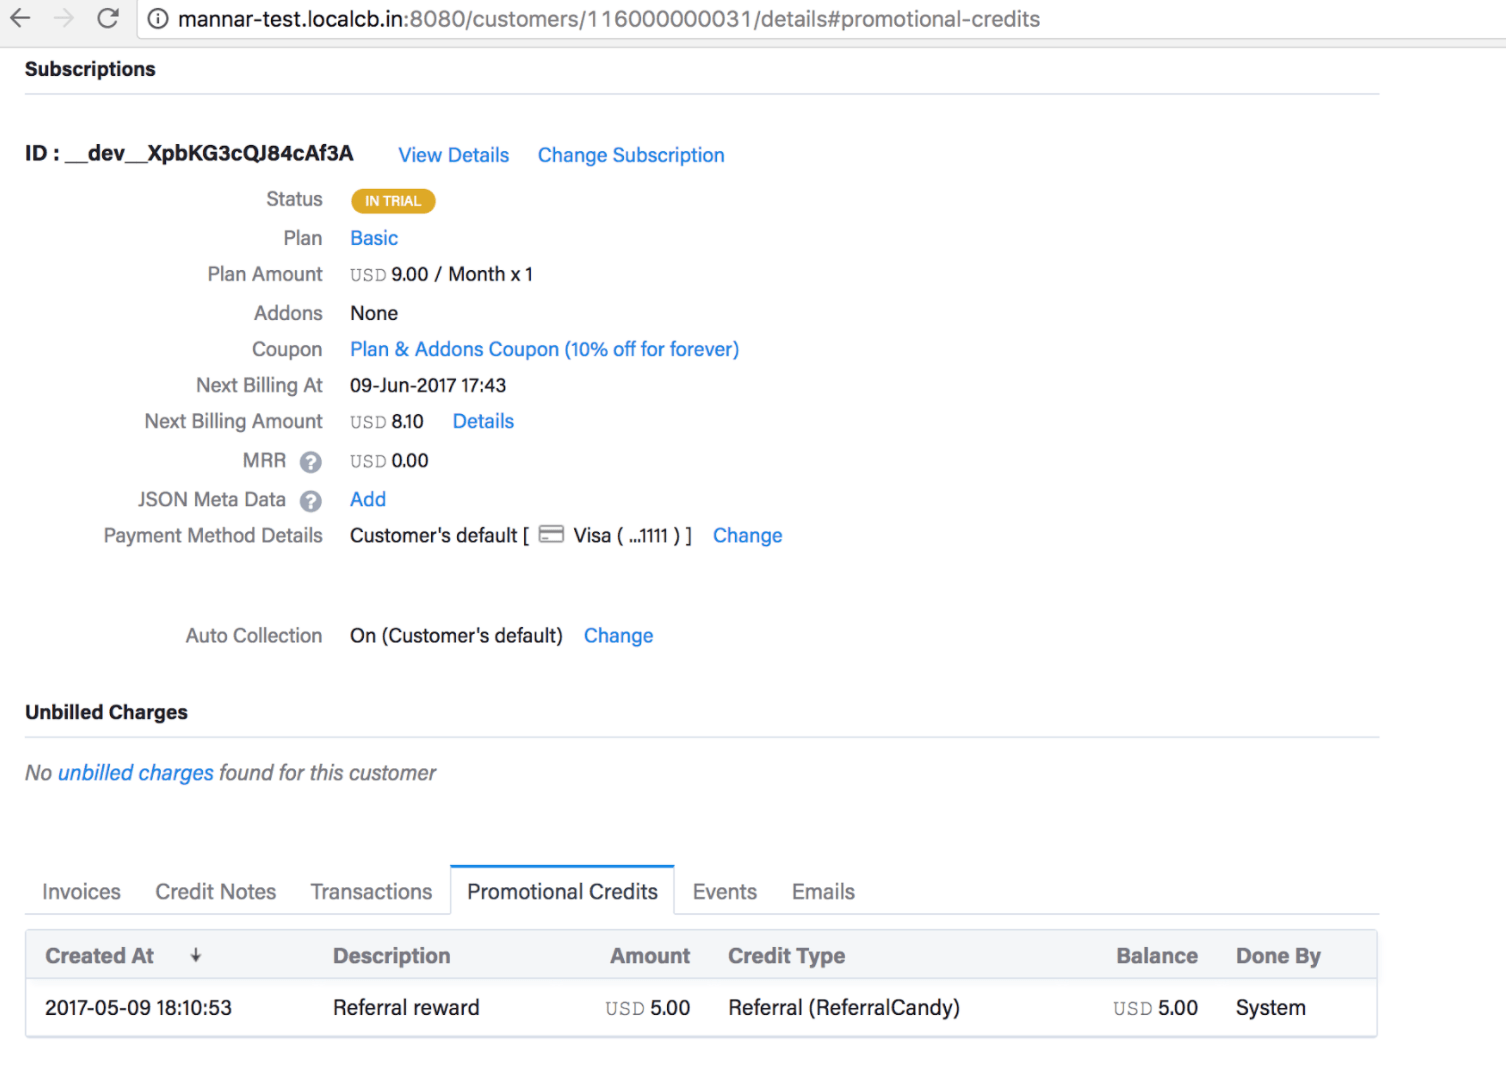 mannar-test.localcb.in:8080/customers/116000000031/details#promotional-credits
Subscriptions
ID : __dev__XpbKG3cQJ84cAf3A View Details Change Subscription
Status IN TRIAL
Plan Basic
Plan Amount USD 9.00 / Month x 1
Addons None
Coupon Plan & Addons Coupon (10% off for forever)
Next Billing At 09-Jun-2017 17:43
Next Billing Amount USD 8.10 Details
MRR ? USD 0.00
JSON Meta Data ? Add
Payment Method Details Customer's default [ Visa ( ...1111 ) ] Change
Auto Collection On (Customer's default) Change
Unbilled Charges
No unbilled charges found for this customer
Invoices Credit Notes Transactions Promotional Credits Events Emails
Created At ↓ Description Amount Credit Type Balance Done By
2017-05-09 18:10:53 Referral reward USD 5.00 Referral (ReferralCandy) USD 5.00 System